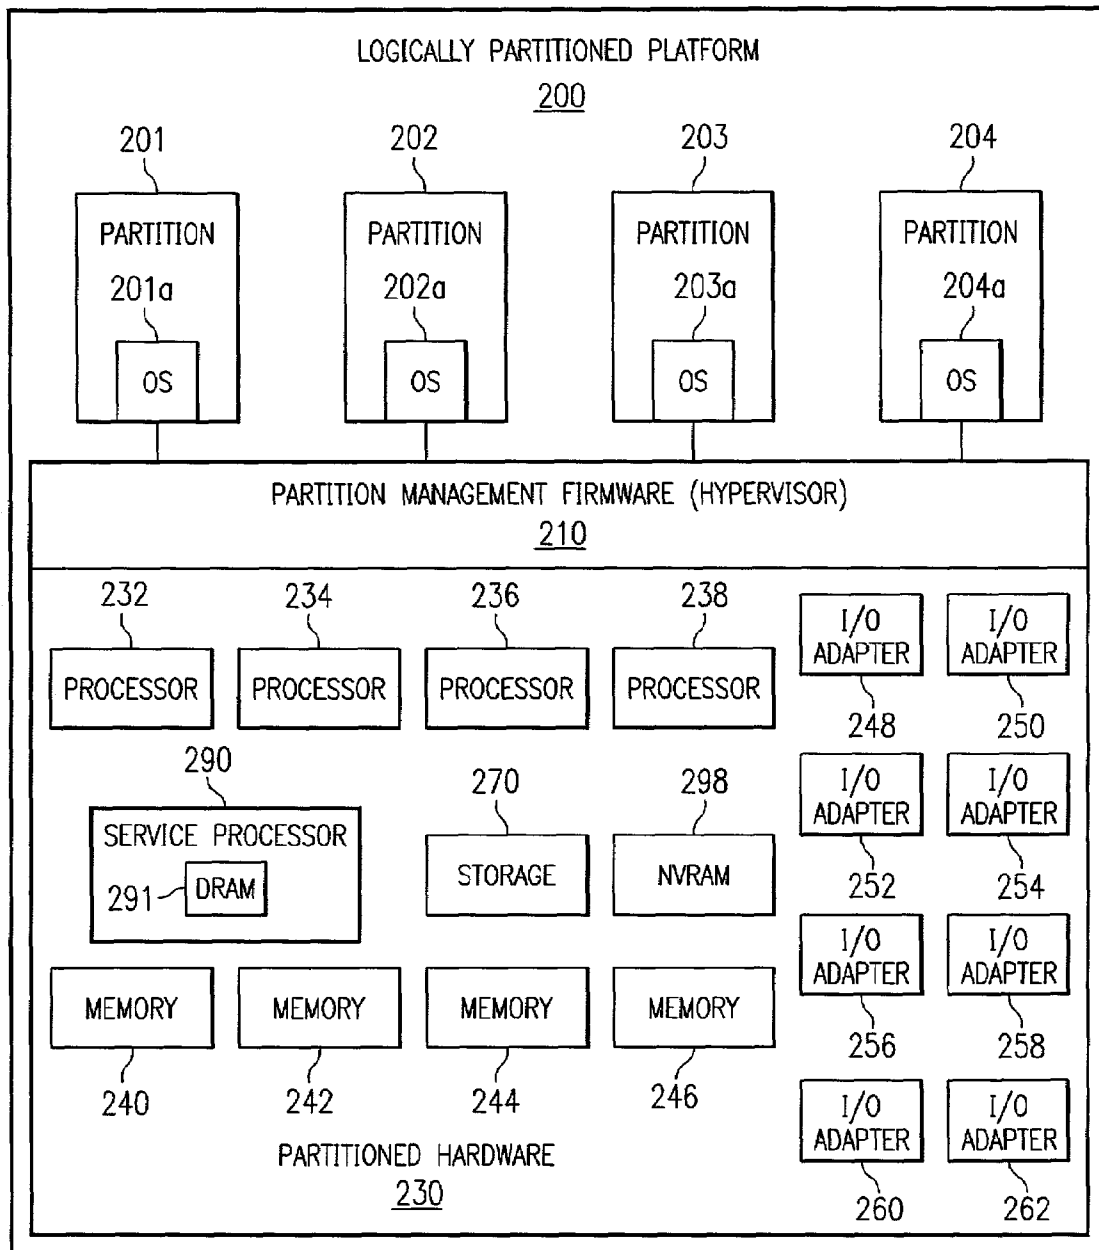 LOGICALLY PARTITIONED PLATFORM
200
201
202
203
204
PARTITION
PARTITION
PARTITION
PARTITION
201a
202a
203a
204a
OS
OS
OS
OS
PARTITION MANAGEMENT FIRMWARE (HYPERVISOR)
210
232
234
236
238
PROCESSOR
PROCESSOR
PROCESSOR
PROCESSOR
I/O
ADAPTER
248
I/O
ADAPTER
250
290
SERVICE PROCESSOR
291
DRAM
270
STORAGE
298
NVRAM
I/O
ADAPTER
252
I/O
ADAPTER
254
MEMORY
MEMORY
MEMORY
MEMORY
240
242
244
246
I/O
ADAPTER
256
I/O
ADAPTER
258
PARTITIONED HARDWARE
230
I/O
ADAPTER
260
I/O
ADAPTER
262